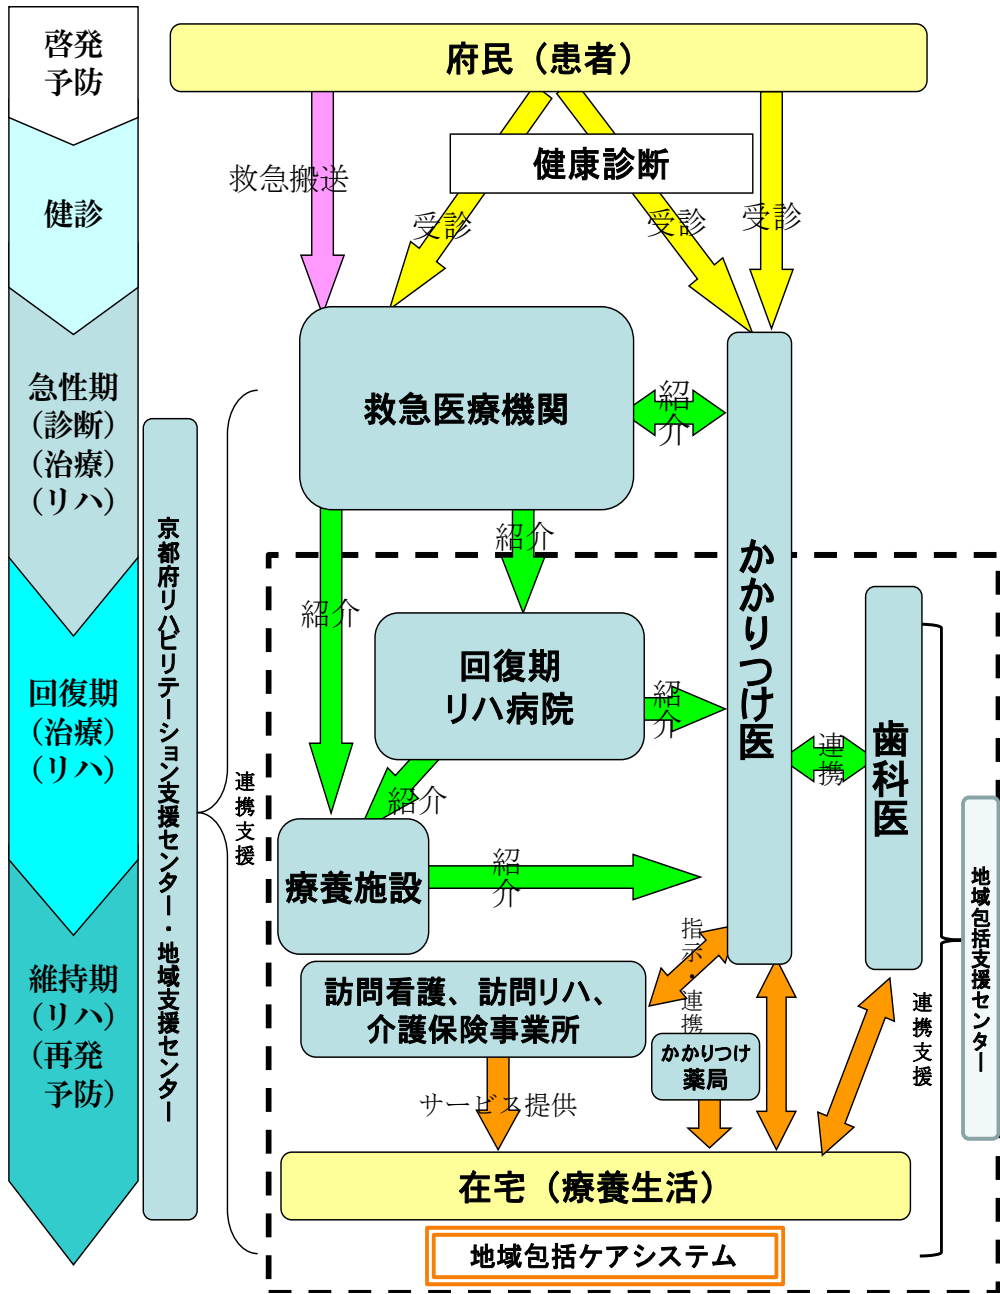 啓発
予防
府民（患者）
健康診断
救急搬送
受診
受診
受診
健診
急性期
（診断）
（治療）
（リハ）
救急医療機関
紹
介
紹介
紹介
京都府リハビリテーション支援センター・地域支援センター
連携支援
かかりつけ医
回復期
（治療）
（リハ）
回復期
リハ病院
紹
介
紹介
連
携
歯科医
療養施設
紹
介
維持期
（リハ）
（再発
予防）
訪問看護、訪問リハ、
介護保険事業所
指示・連携
かかりつけ
薬局
サービス提供
地域包括支援センター
連携支援
在宅（療養生活）
地域包括ケアシステム